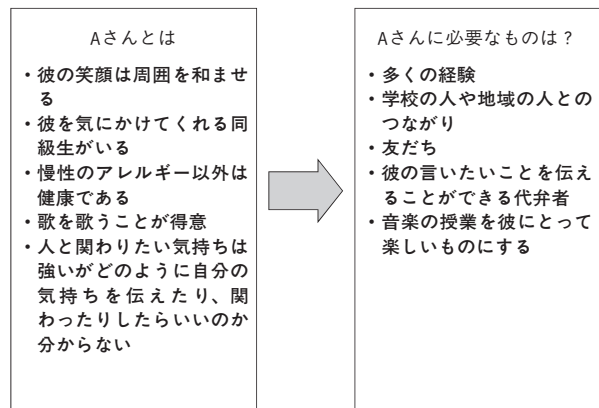 Aさんとは
・彼の笑顔は周囲を和ませ
る
・彼を気にかけてくれる同
級生がいる
・慢性のアレルギー以外は
健康である
・歌を歌うことが得意
・人と関わりたい気持ちは
強いがどのように自分の
気持ちを伝えたり、関
わったりしたらいいのか
分からない
Aさんに必要なものは？
・多くの経験
・学校の人や地域の人との
つながり
・友だち
・彼の言いたいことを伝え
ることができる代弁者
・音楽の授業を彼にとって
楽しいものにする